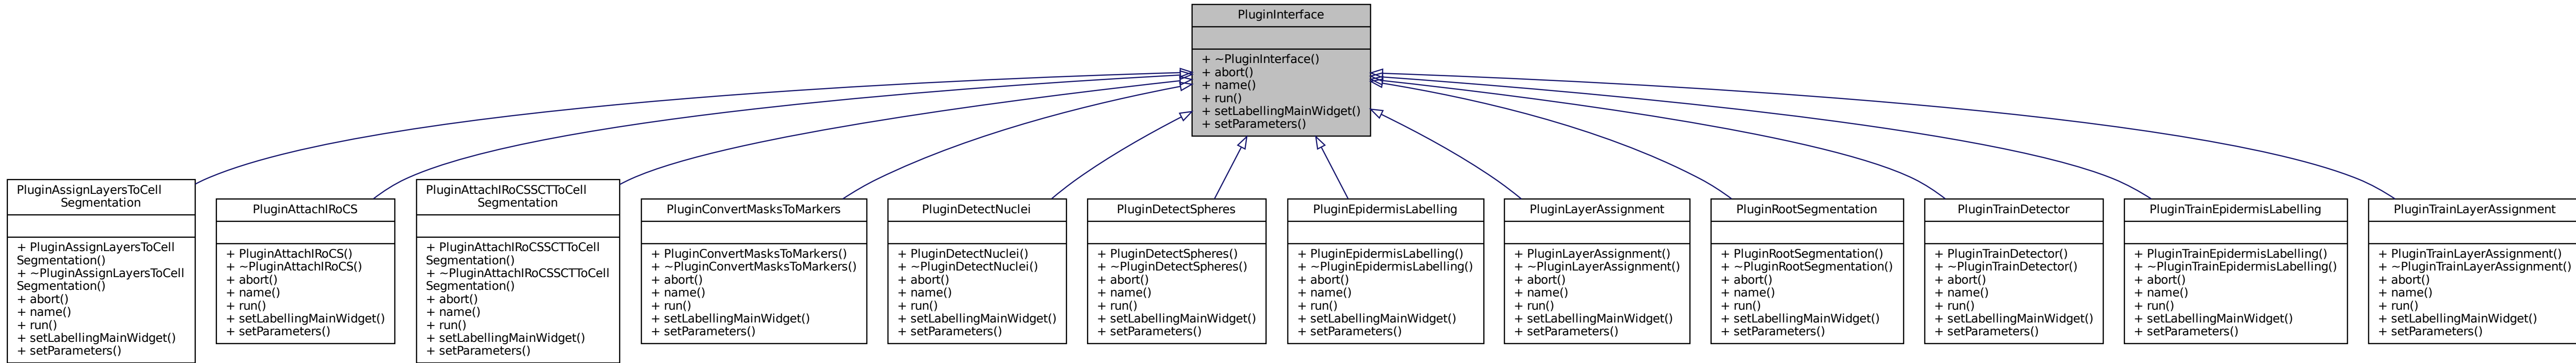 PluginInterface
+ ~PluginInterface()
+ abort()
+ name()
+ run()
+ setLabellingMainWidget()
+ setParameters()
PluginAssignLayersToCell
Segmentation
+ PluginAssignLayersToCell
Segmentation()
+ ~PluginAssignLayersToCell
Segmentation()
+ abort()
+ name()
+ run()
+ setLabellingMainWidget()
+ setParameters()
PluginAttachIRoCS
+ PluginAttachIRoCS()
+ ~PluginAttachIRoCS()
+ abort()
+ name()
+ run()
+ setLabellingMainWidget()
+ setParameters()
PluginAttachIRoCSSCTToCell
Segmentation
+ PluginAttachIRoCSSCTToCell
Segmentation()
+ ~PluginAttachIRoCSSCTToCell
Segmentation()
+ abort()
+ name()
+ run()
+ setLabellingMainWidget()
+ setParameters()
PluginConvertMasksToMarkers
+ PluginConvertMasksToMarkers()
+ ~PluginConvertMasksToMarkers()
+ abort()
+ name()
+ run()
+ setLabellingMainWidget()
+ setParameters()
PluginDetectNuclei
+ PluginDetectNuclei()
+ ~PluginDetectNuclei()
+ abort()
+ name()
+ run()
+ setLabellingMainWidget()
+ setParameters()
PluginDetectSpheres
+ PluginDetectSpheres()
+ ~PluginDetectSpheres()
+ abort()
+ name()
+ run()
+ setLabellingMainWidget()
+ setParameters()
PluginEpidermisLabelling
+ PluginEpidermisLabelling()
+ ~PluginEpidermisLabelling()
+ abort()
+ name()
+ run()
+ setLabellingMainWidget()
+ setParameters()
PluginLayerAssignment
+ PluginLayerAssignment()
+ ~PluginLayerAssignment()
+ abort()
+ name()
+ run()
+ setLabellingMainWidget()
+ setParameters()
PluginRootSegmentation
+ PluginRootSegmentation()
+ ~PluginRootSegmentation()
+ abort()
+ name()
+ run()
+ setLabellingMainWidget()
+ setParameters()
PluginTrainDetector
+ PluginTrainDetector()
+ ~PluginTrainDetector()
+ abort()
+ name()
+ run()
+ setLabellingMainWidget()
+ setParameters()
PluginTrainEpidermisLabelling
+ PluginTrainEpidermisLabelling()
+ ~PluginTrainEpidermisLabelling()
+ abort()
+ name()
+ run()
+ setLabellingMainWidget()
+ setParameters()
PluginTrainLayerAssignment
+ PluginTrainLayerAssignment()
+ ~PluginTrainLayerAssignment()
+ abort()
+ name()
+ run()
+ setLabellingMainWidget()
+ setParameters()